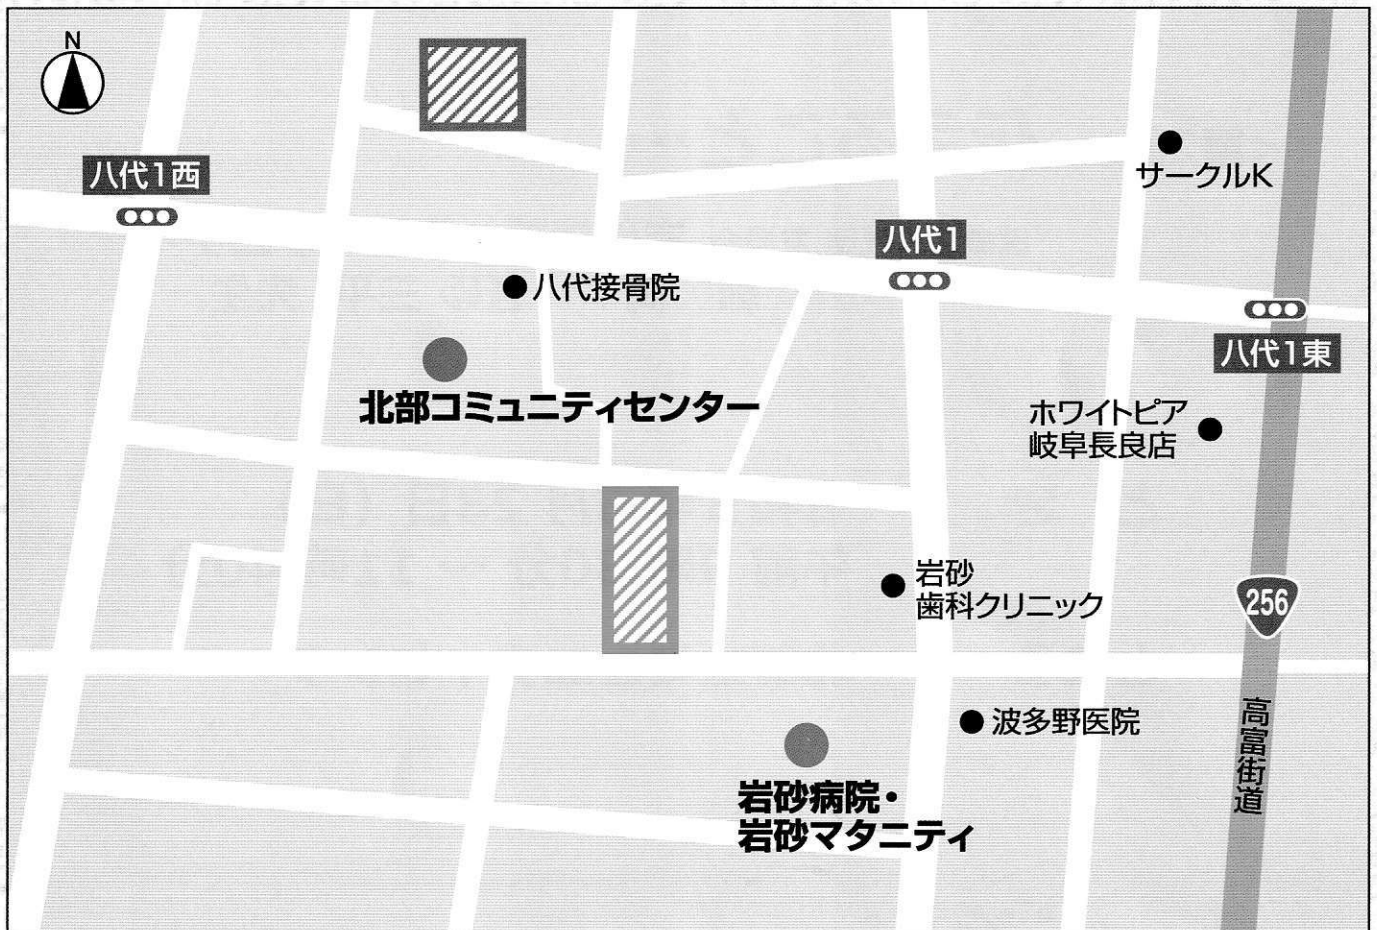 N
八代1西
サークルK
八代1
八代接骨院
八代1東
北部コミュニティセンター
ホワイトピア
岐阜長良店
岩砂
歯科クリニック
256
高富街道
波多野医院
岩砂病院・
岩砂マタニティ